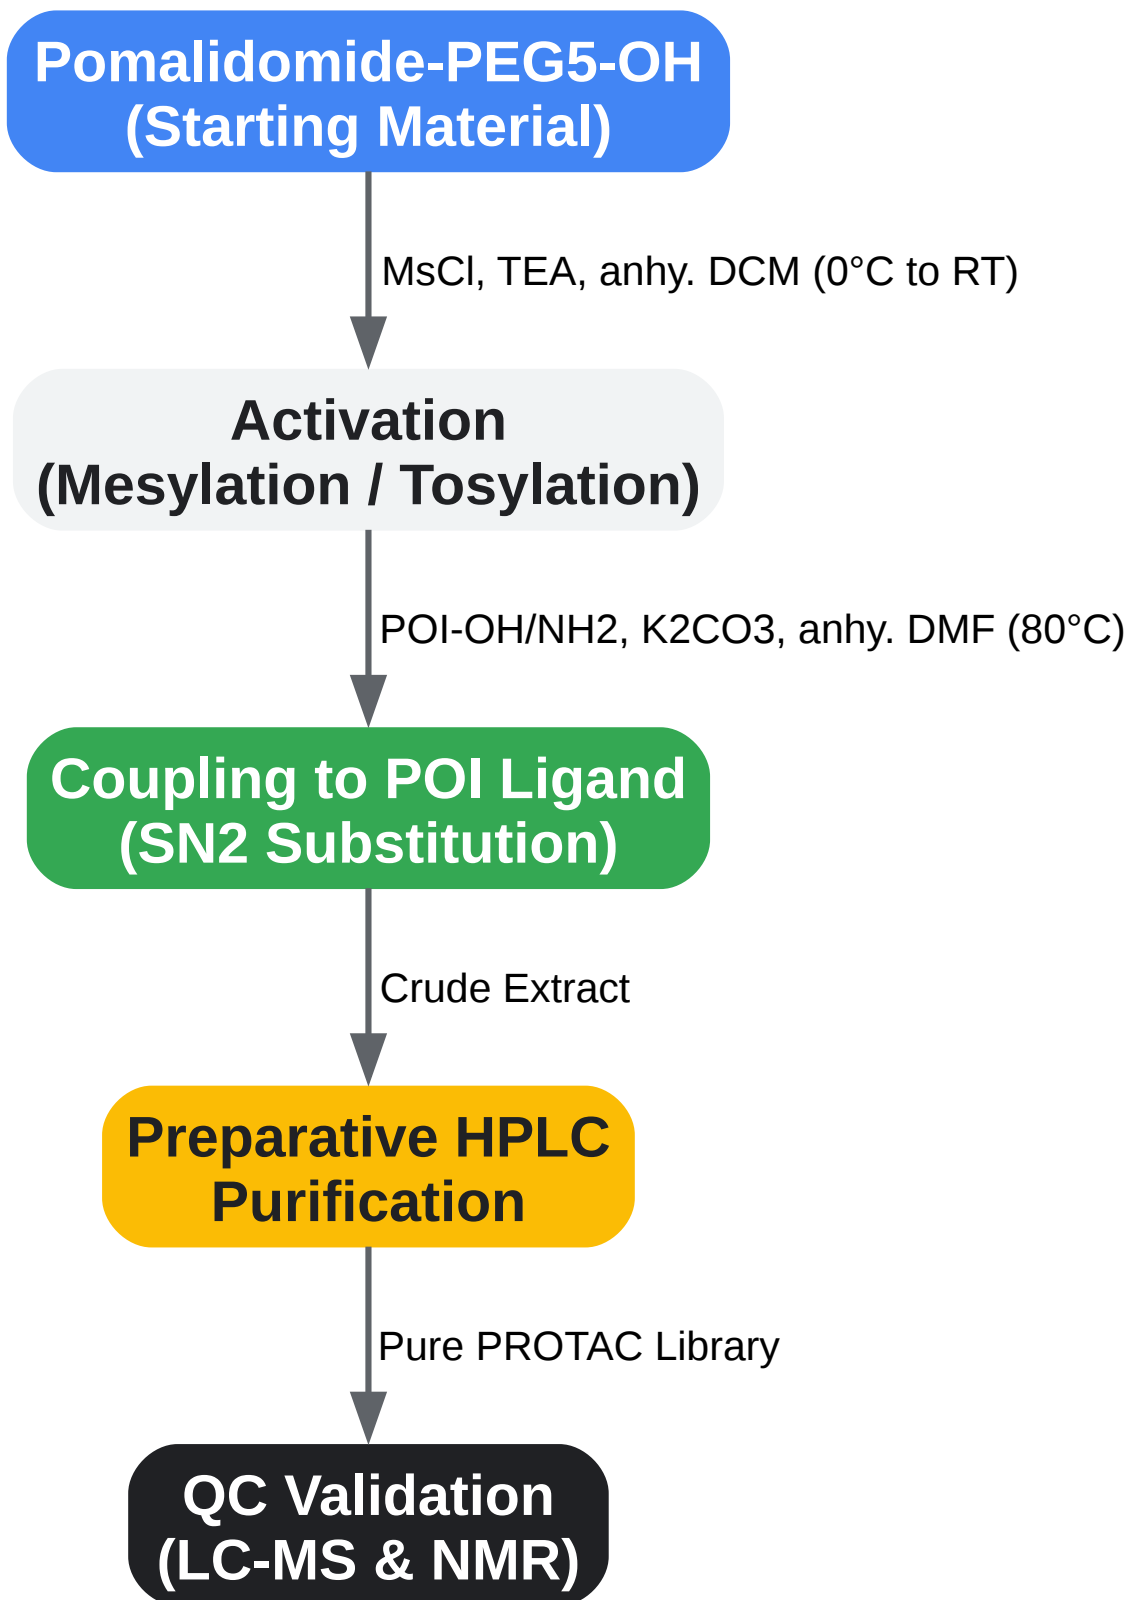 Pomalidomide-PEG5-OH
(Starting Material)
MsCl, TEA, anhy. DCM (0°C to RT)
Activation
(Mesylation / Tosylation)
POI-OH/NH2, K2CO3, anhy. DMF (80°C)
Coupling to POI Ligand
(SN2 Substitution)
Crude Extract
Preparative HPLC
Purification
Pure PROTAC Library
QC Validation
(LC-MS & NMR)